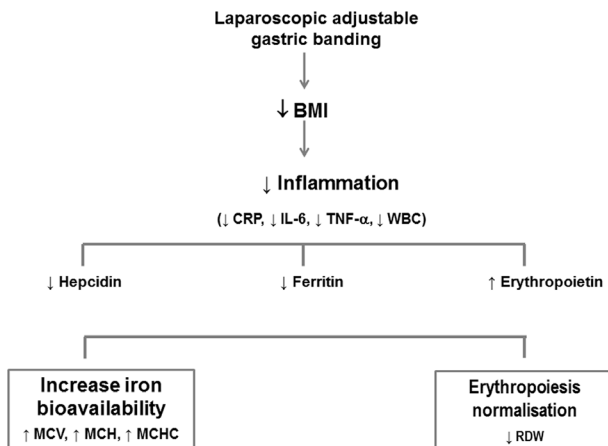 Laparoscopic adjustable
gastric banding
↓ BMI
↓ Inflammation
(↓ CRP, ↓ IL-6, ↓ TNF-α, ↓ WBC)
↓ Hepcidin
↓ Ferritin
↑ Erythropoietin
Increase iron
bioavailability
↑ MCV, ↑ MCH, ↑ MCHC
Erythropoiesis
normalisation
↓ RDW